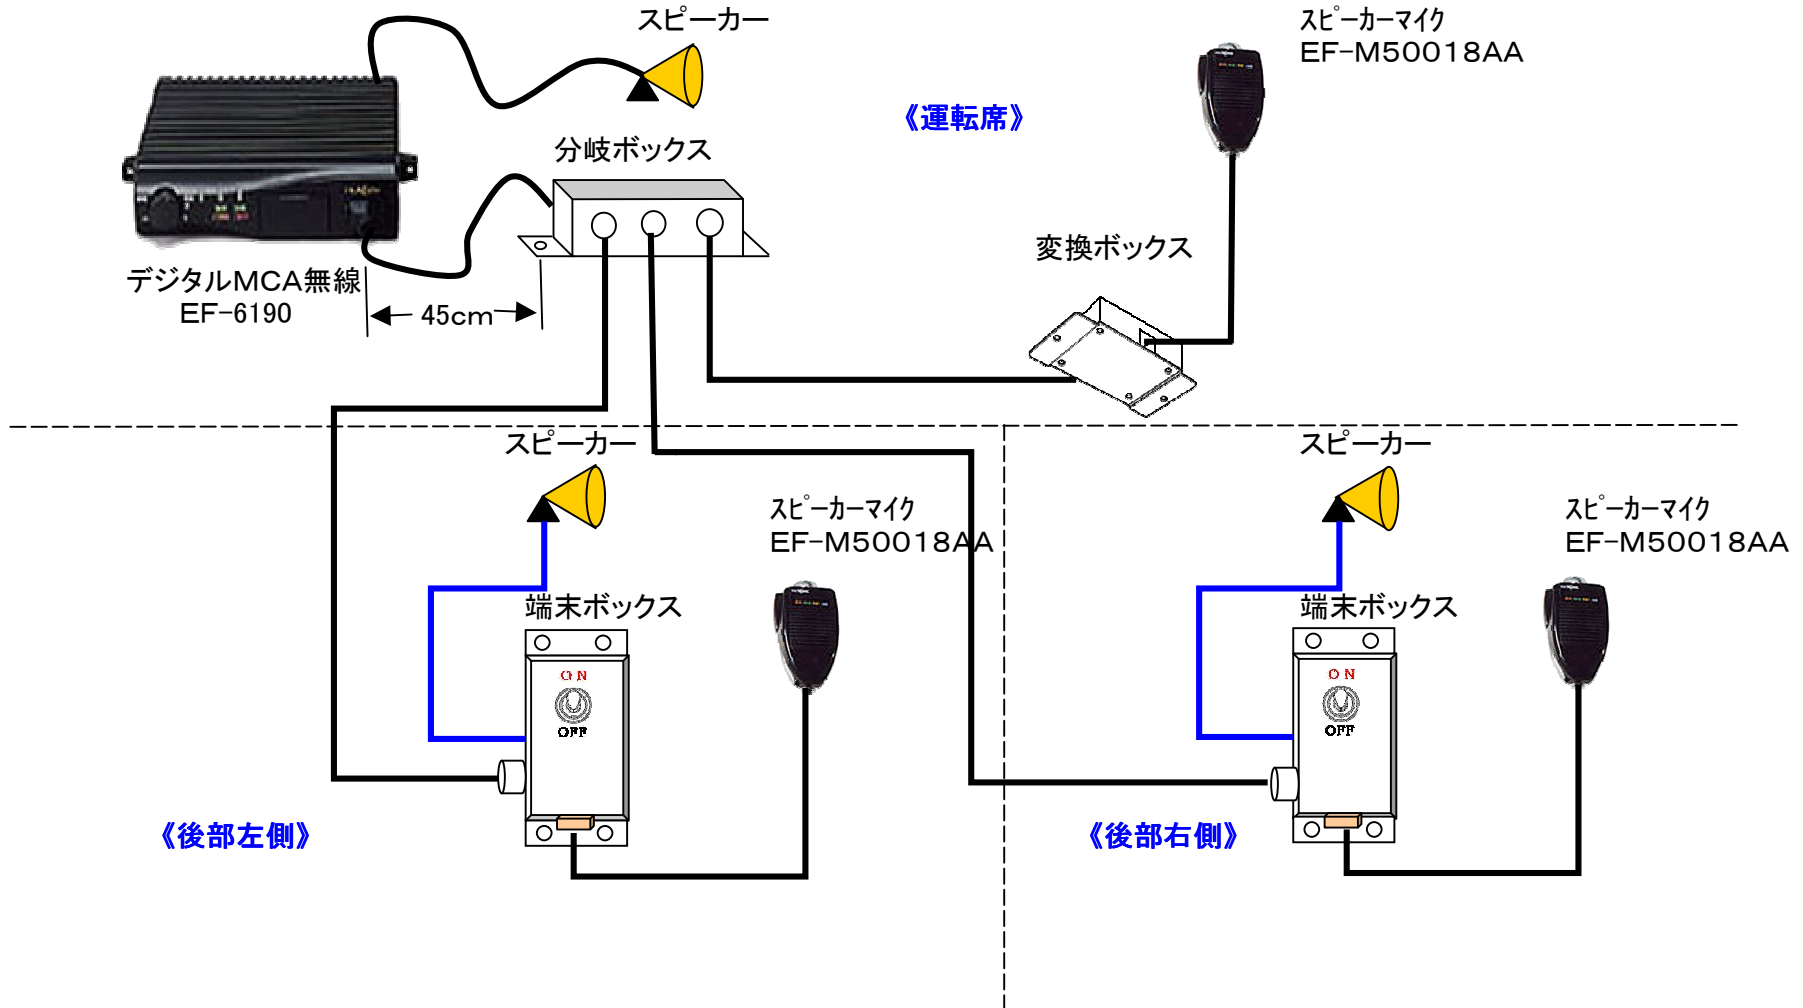 スピーカー
スピーカーマイク
EF-M50018AA
《運転席》
分岐ボックス
変換ボックス
デジタルMCA無線
EF-6190
45cm
スピーカー
スピーカーマイク
EF-M50018AA
端末ボックス
ON
OFF
《後部左側》
スピーカー
スピーカーマイク
EF-M50018AA
端末ボックス
ON
OFF
《後部右側》